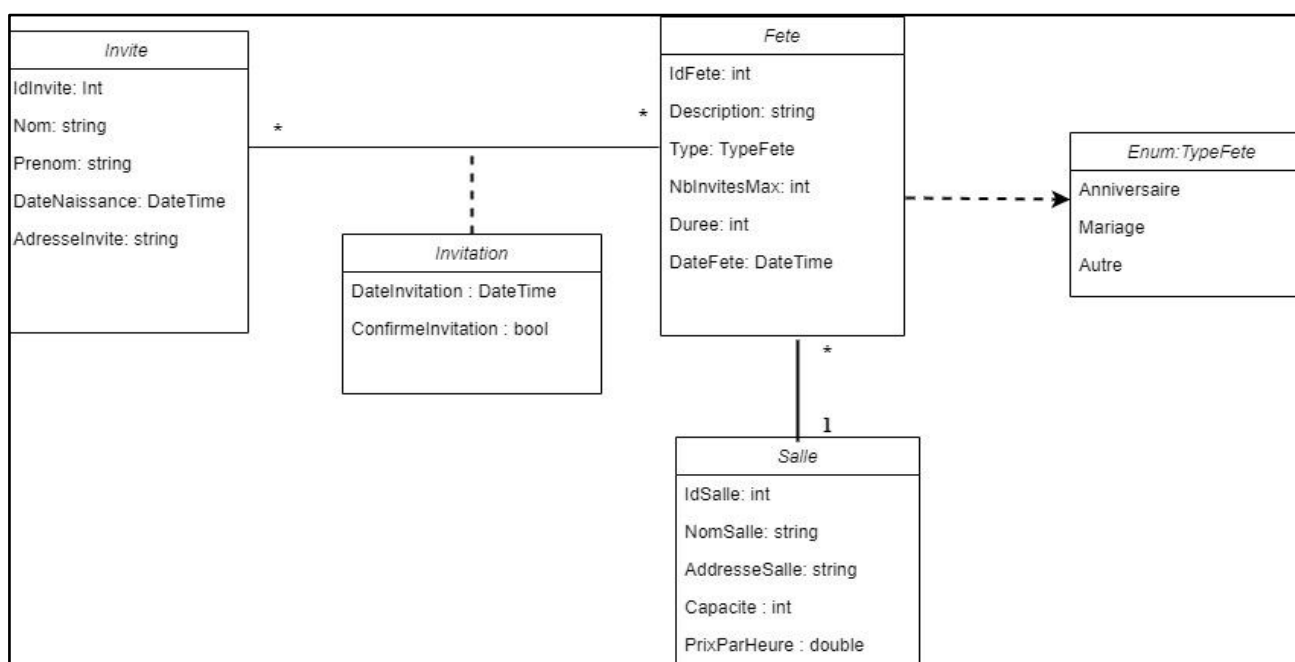 Invite
IdInvite: Int
Nom: string
Prenom: string
DateNaissance: DateTime
AdresseInvite: string
*
*
Invitation
DateInvitation : DateTime
ConfirmeInvitation : bool
Fete
IdFete: int
Description: string
Type: TypeFete
NbInvitesMax: int
Duree: int
DateFete: DateTime
Enum:TypeFete
Anniversaire
Mariage
Autre
*
1
Salle
IdSalle: int
NomSalle: string
AddresseSalle: string
Capacite : int
PrixParHeure : double